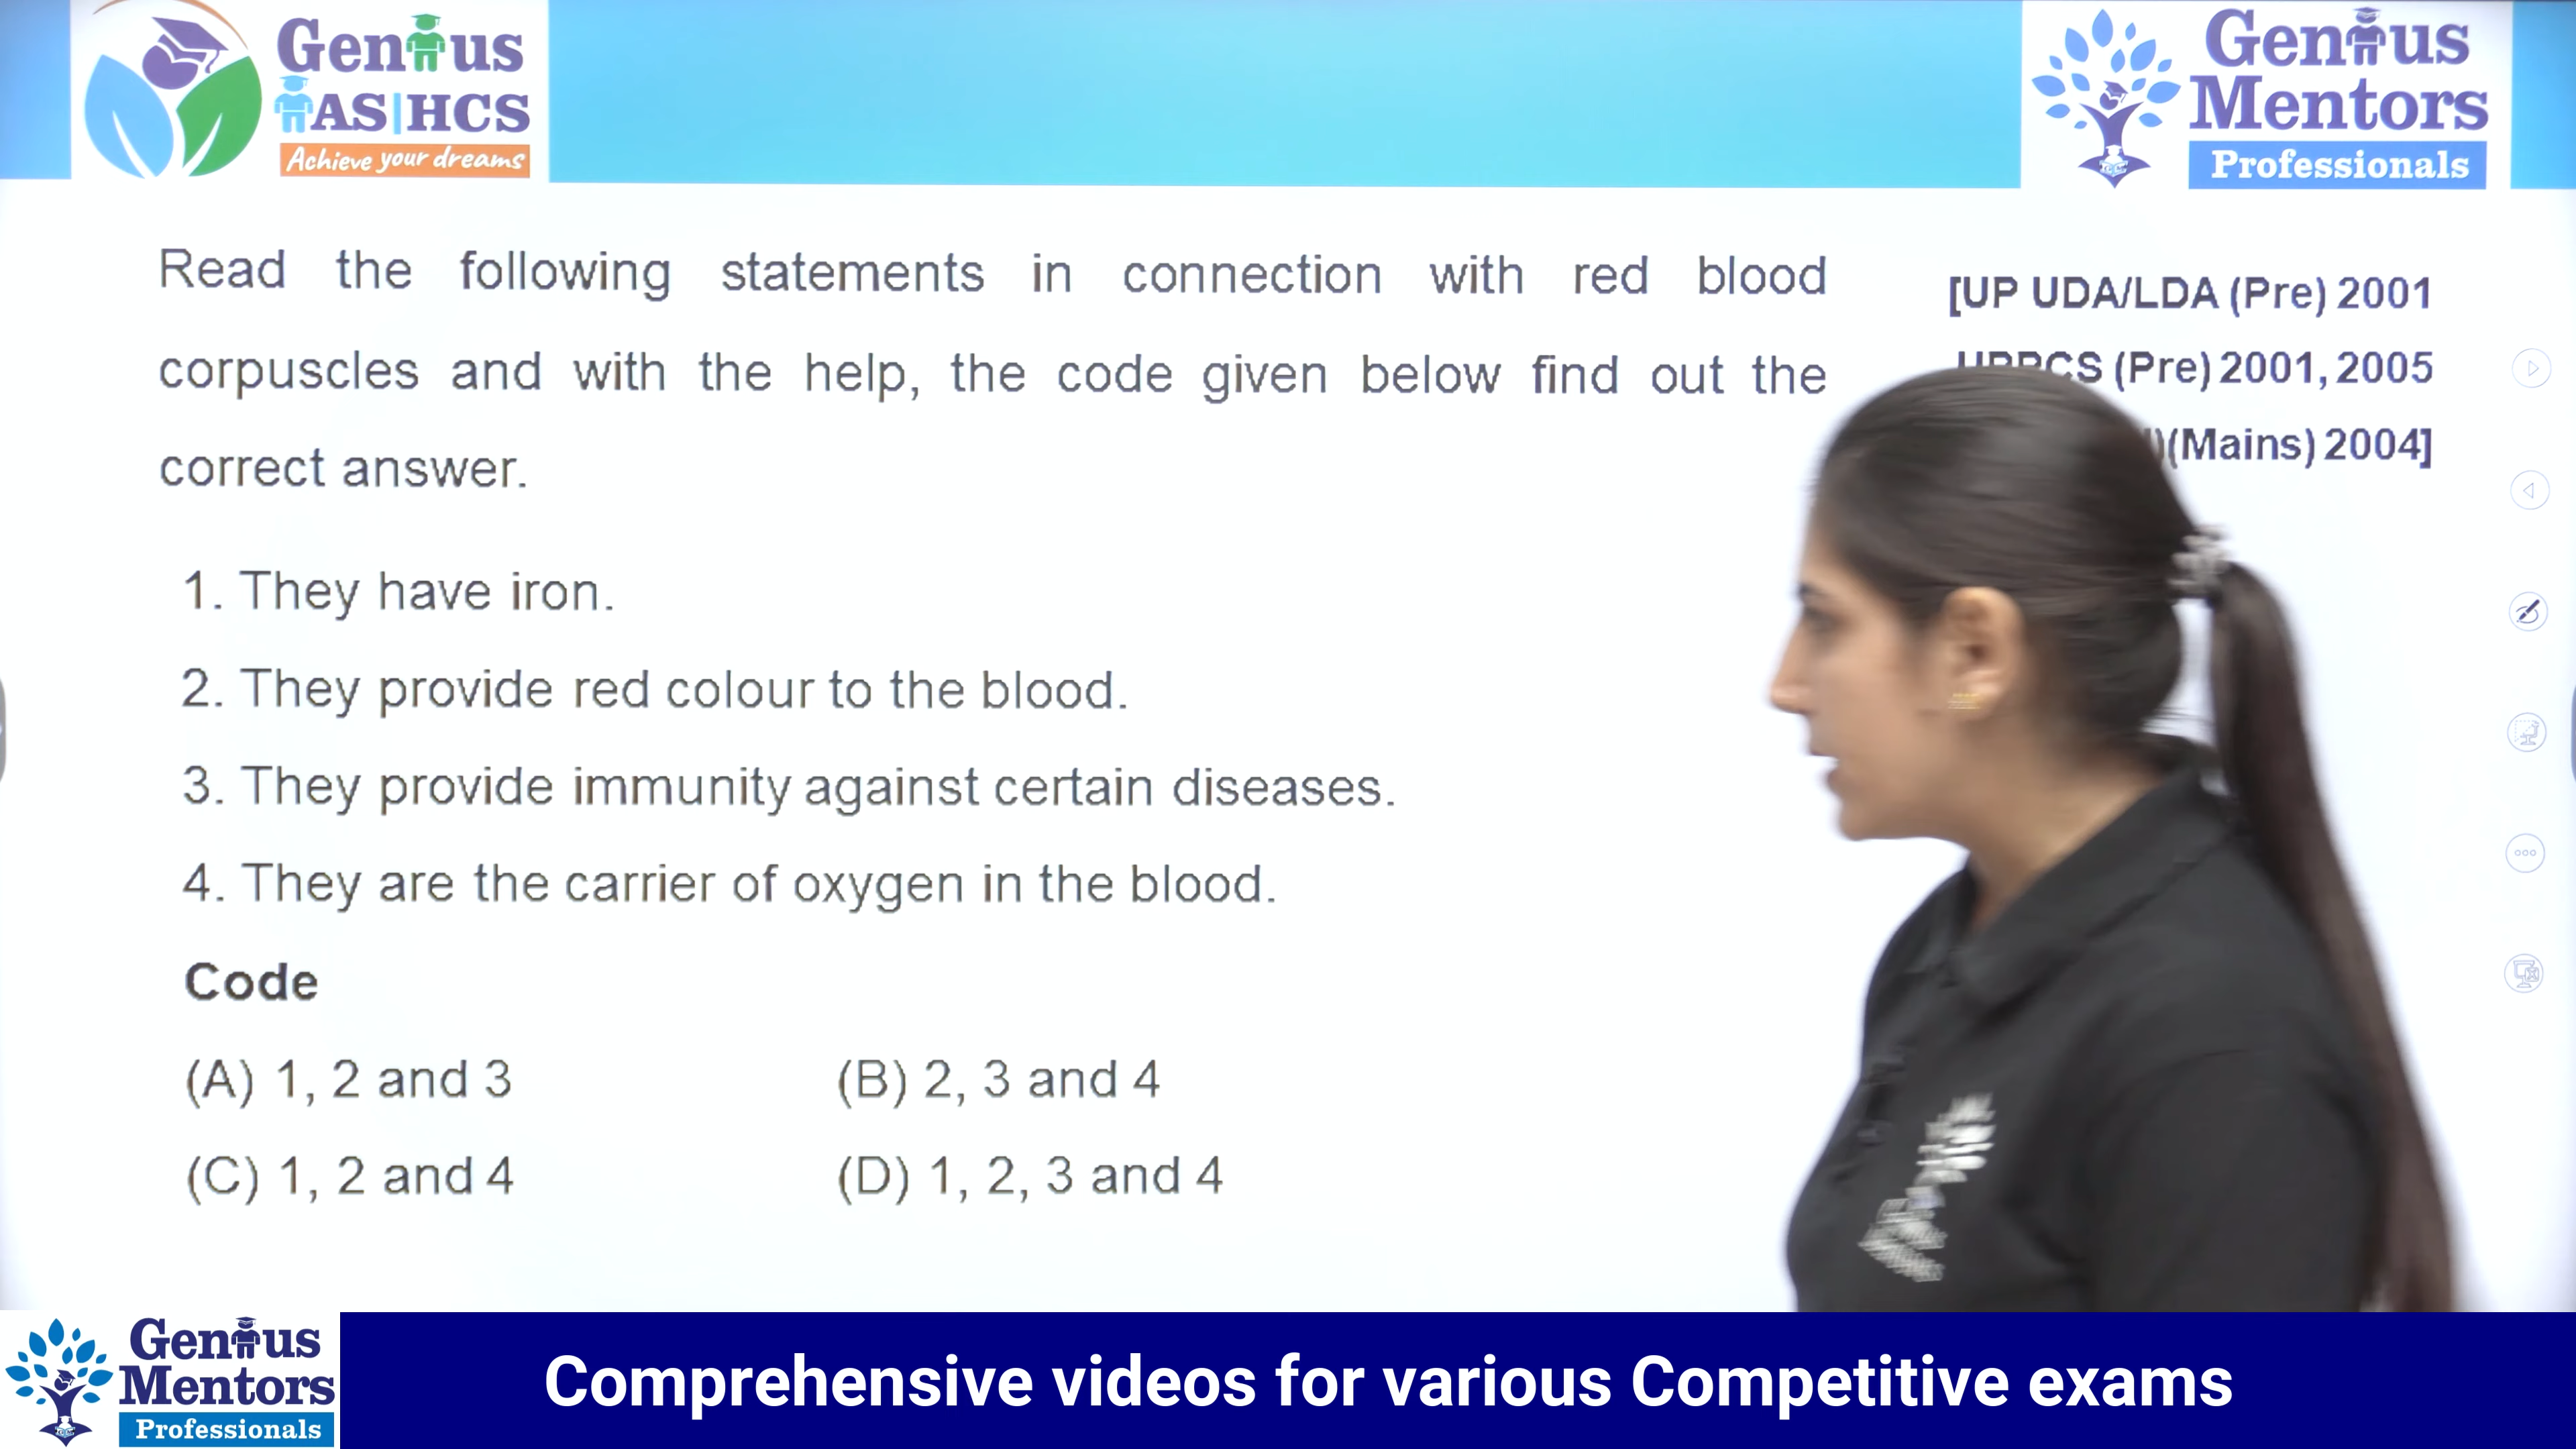 Genius
IAS|HCS
Achieve your dreams
Genius
Mentors
Professionals
Read the following statements in connection with red blood
corpuscles and with the help, the code given below find out the
correct answer.
[UP UDA/LDA (Pre) 2001
(Pre) 2001, 2005
(Mains) 2004]
1. They have iron.
2. They provide red colour to the blood.
3. They provide immunity against certain diseases.
4. They are the carrier of oxygen in the blood.
Code
(A) 1, 2 and 3
(B) 2, 3 and 4
(C) 1, 2 and 4
(D) 1, 2, 3 and 4
Genius
Mentors
Professionals
Comprehensive videos for various Competitive exams